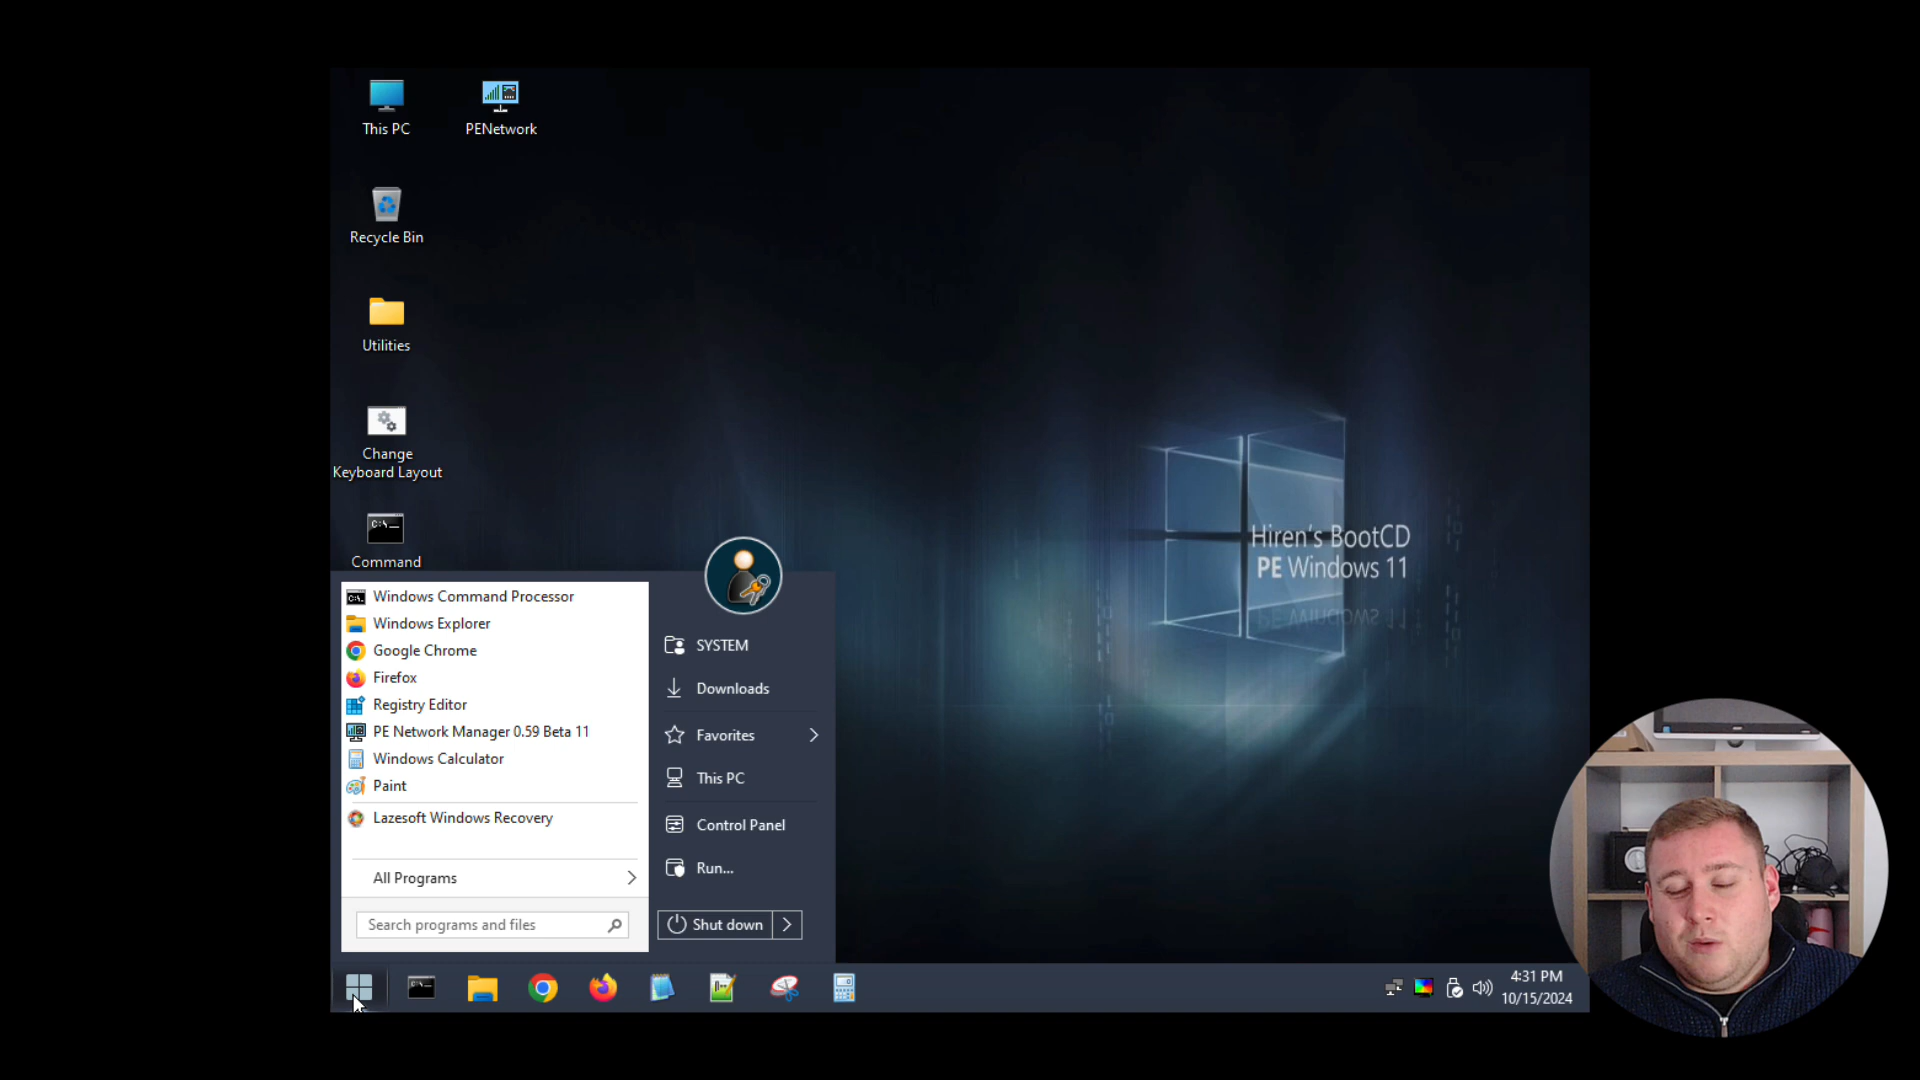 This PC
PENetwork
Recycle Bin
Utilities
Change
Keyboard Layout
Command
Hiren's BootCD
PE Windows 11
Windows Command Processor
Windows Explorer
Google Chrome
Firefox
Registry Editor
PE Network Manager 0.59 Beta 11
Windows Calculator
Paint
Lazesoft Windows Recovery
All Programs
Search programs and files
SYSTEM
Downloads
Favorites
This PC
Control Panel
Run...
Shut down
4:31 PM
10/15/2024